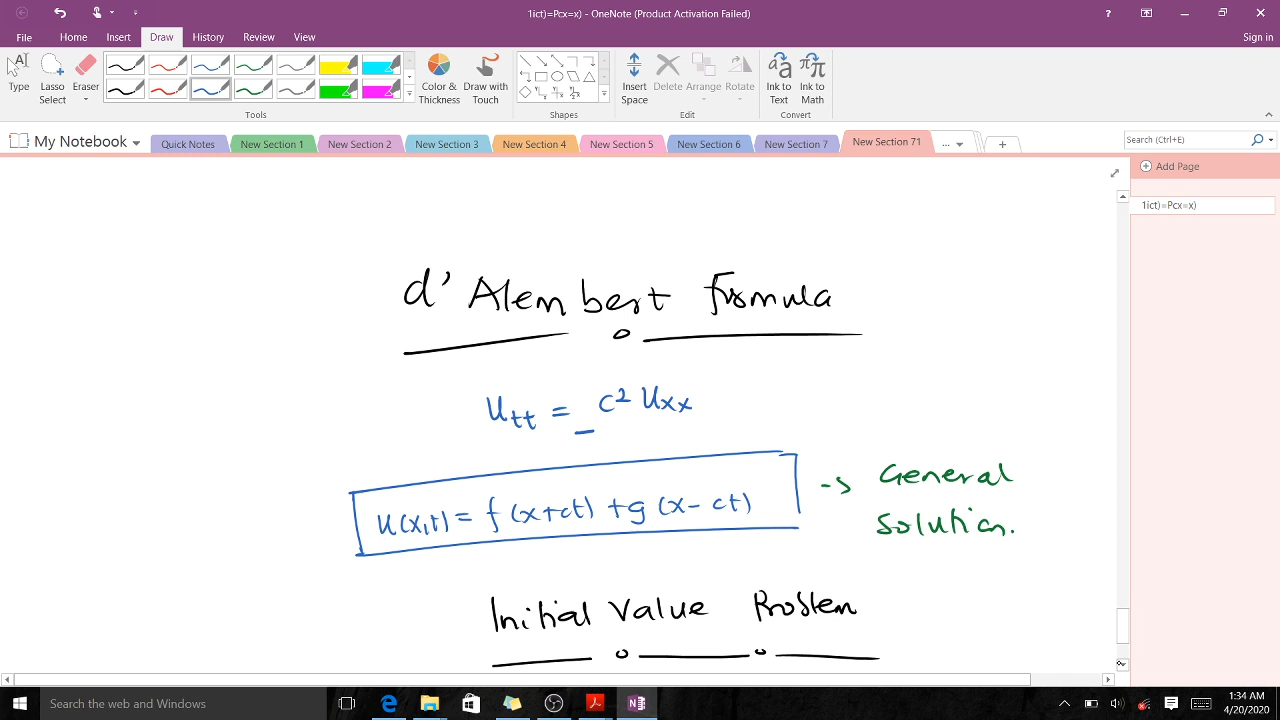 1ict)=Pcx=x) - OneNote (Product Activation Failed)
?
File Home Insert Draw History Review View Sign in
Type Lasso Select Eraser Color & Thickness Draw with Touch Insert Space Delete Arrange Rotate Ink to Text Ink to Math
Tools Shapes Edit Convert
My Notebook Quick Notes New Section 1 New Section 2 New Section 3 New Section 4 New Section 5 New Section 6 New Section 7 New Section 71 ... + Search (Ctrl+E)
Add Page
1ict)=Pcx=x)
d' Alembert formula
Utt = c² Uxx
u(x,t) = f (x+ct) + g (x- ct) -> General
solution.
Initial Value Problem
Search the web and Windows
1:34 AM
4/20/2020